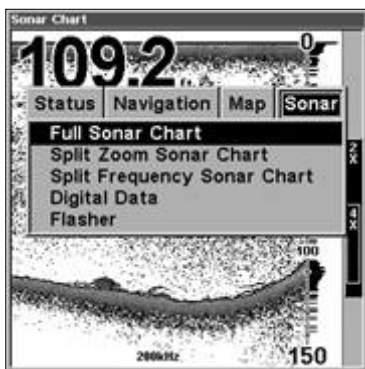 Sonar Chart
109.2
0
Status Navigation Map Sonar
Full Sonar Chart
Split Zoom Sonar Chart
Split Frequency Sonar Chart
Digital Data
Flasher
2X
4X
100
200kHz
150